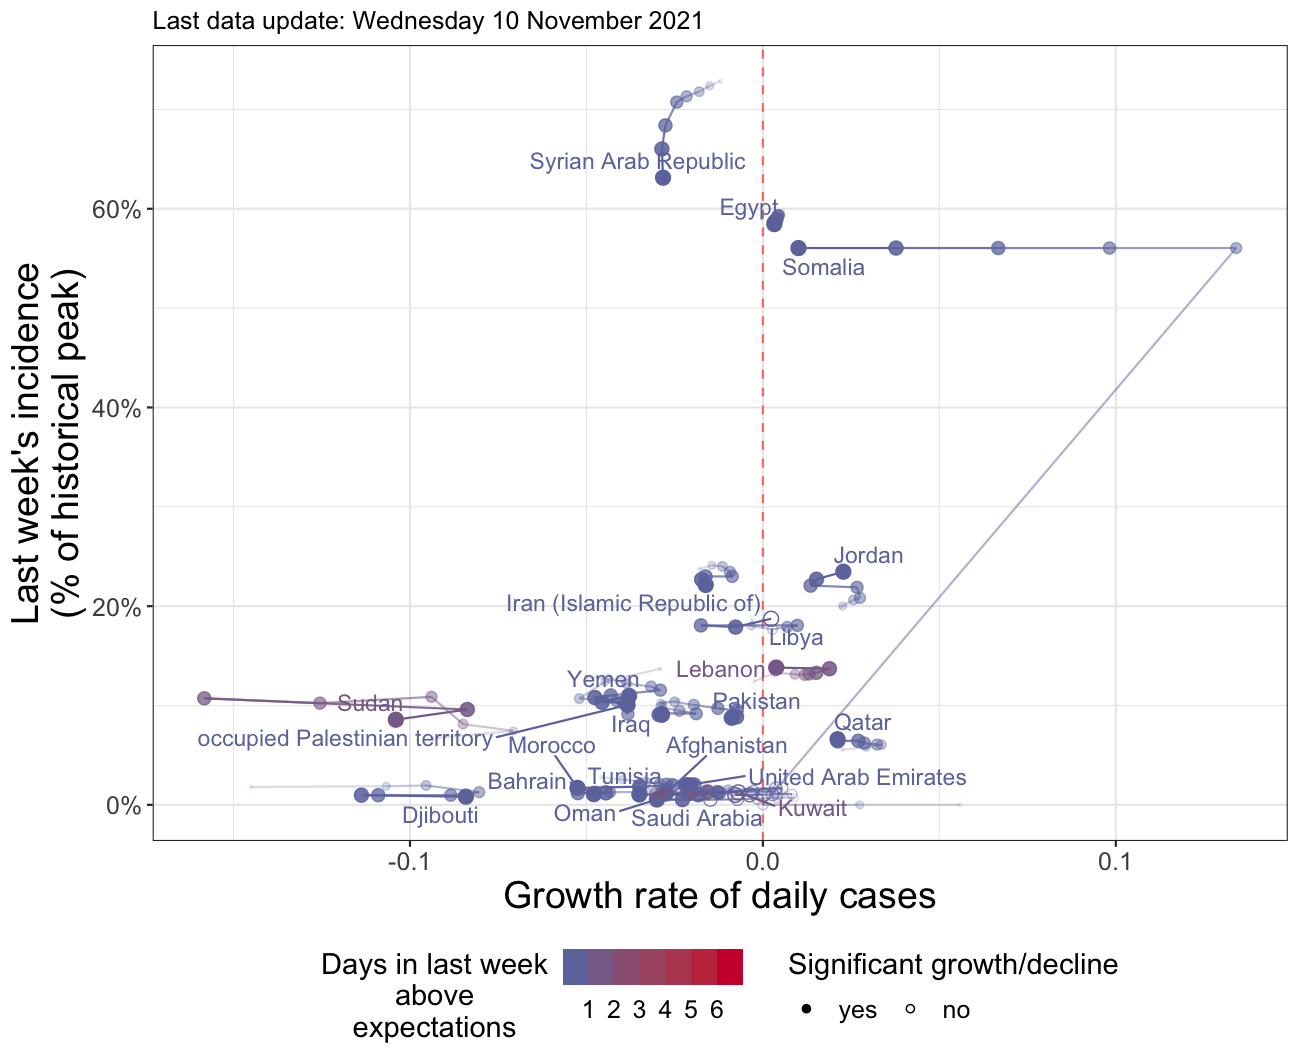 Last data update: Wednesday 10 November 2021
Last week's incidence
(% of historical peak)
60%
40%
20%
0%
Syrian Arab Republic
Egypt
Somalia
Jordan
Iran (Islamic Republic of)
Libya
Lebanon
Yemen
Sudan
Pakistan
Iraq
Qatar
occupied Palestinian territory
Morocco
Afghanistan
Bahrain
Tunisia
United Arab Emirates
Djibouti
Oman
Saudi Arabia
Kuwait
-0.1
0.0
0.1
Growth rate of daily cases
Days in last week
above
expectations
1 2 3 4 5 6
Significant growth/decline
yes
no